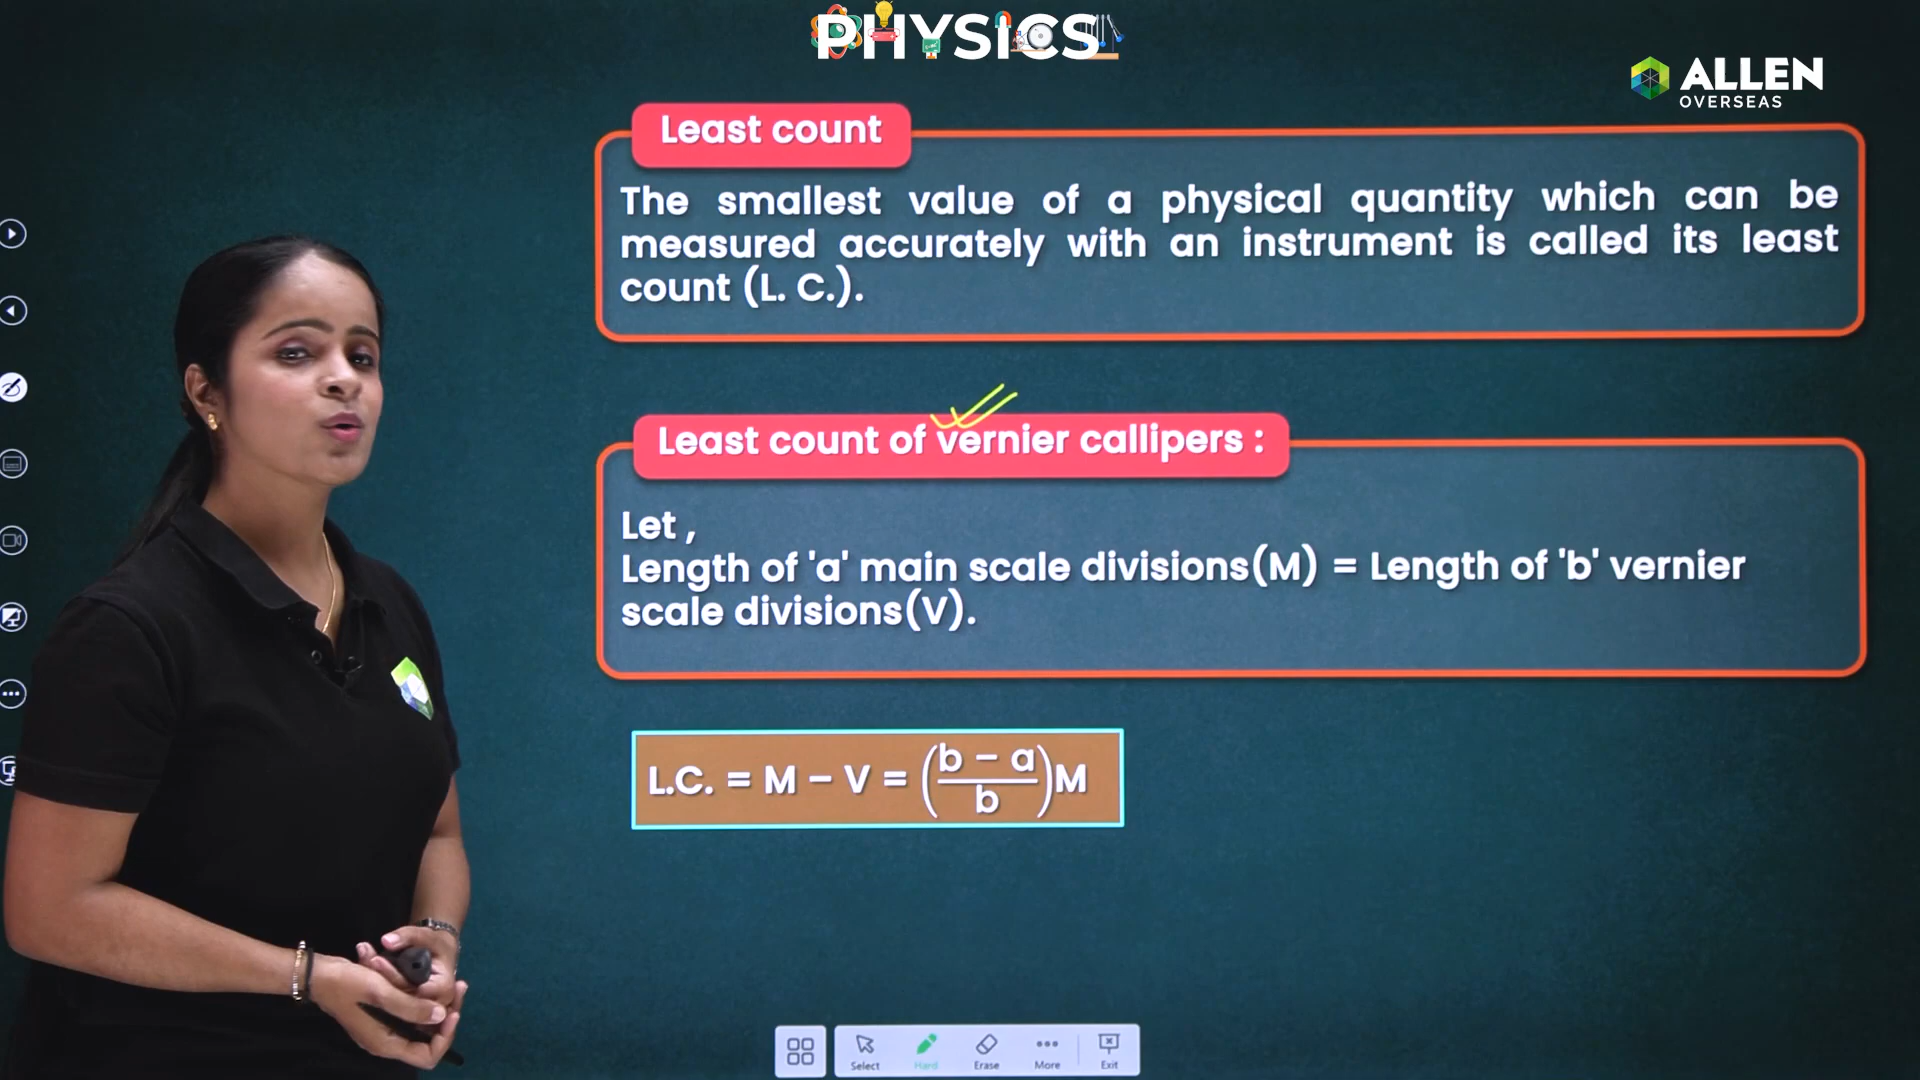 PHYSICS
ALLEN
OVERSEAS
Least count
The smallest value of a physical quantity which can be
measured accurately with an instrument is called its least
count (L. C.).
Least count of vernier callipers :
Let ,
Length of 'a' main scale divisions(M) = Length of 'b' vernier
scale divisions(V).
L.C. = M – V = ((b – a)/b)M
Select
Hard
Erase
More
Exit